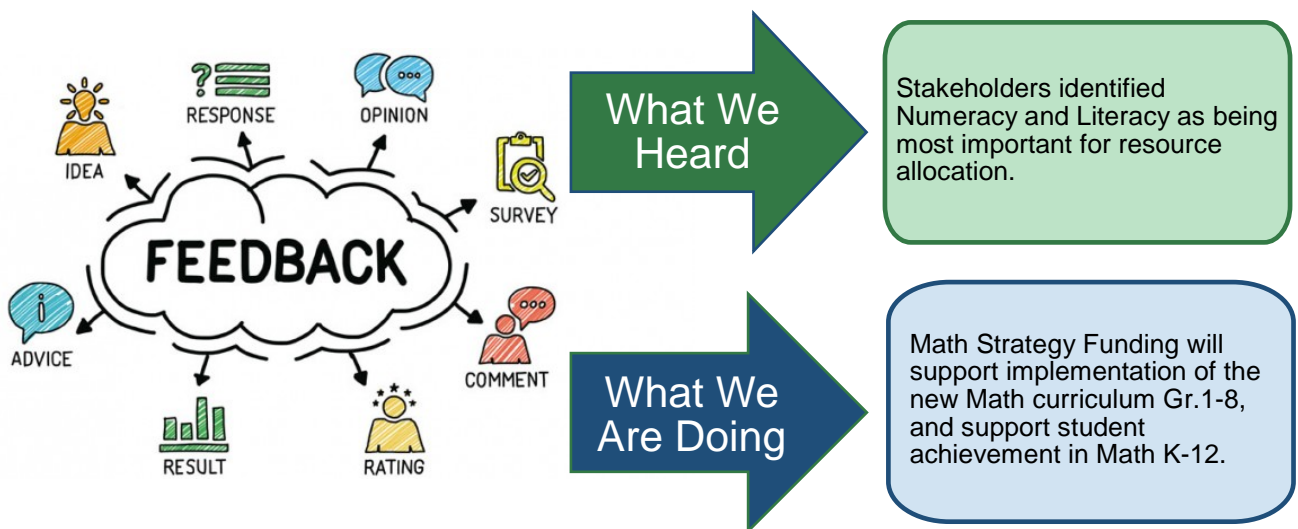 RESPONSE
OPINION
IDEA
SURVEY
FEEDBACK
ADVICE
COMMENT
RESULT
RATING
What We
Heard
Stakeholders identified
Numeracy and Literacy as being
most important for resource
allocation.
What We
Are Doing
Math Strategy Funding will
support implementation of the
new Math curriculum Gr.1-8,
and support student
achievement in Math K-12.